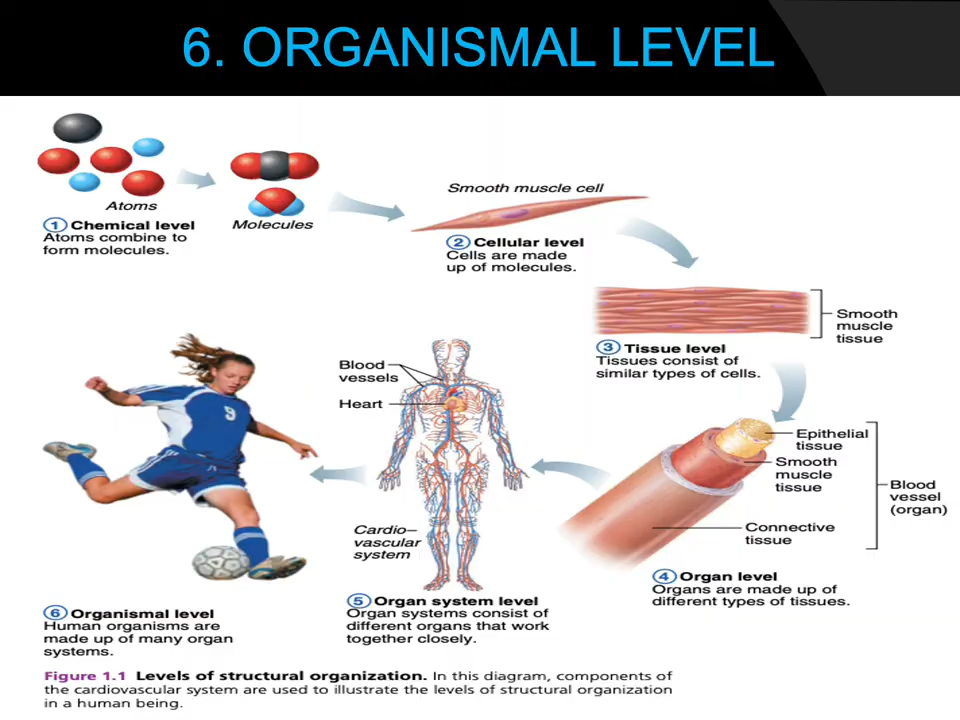 6. ORGANISMAL LEVEL
Atoms
① Chemical level
Atoms combine to
form molecules.
Molecules
Smooth muscle cell
② Cellular level
Cells are made
up of molecules.
Smooth
muscle
tissue
③ Tissue level
Tissues consist of
similar types of cells.
Epithelial
tissue
Smooth
muscle
tissue
Connective
tissue
Blood
vessel
(organ)
④ Organ level
Organs are made up of
different types of tissues.
Blood
vessels
Heart
Cardio–
vascular
system
⑤ Organ system level
Organ systems consist of
different organs that work
together closely.
9
⑥ Organismal level
Human organisms are
made up of many organ
systems.
Figure 1.1 Levels of structural organization. In this diagram, components of
the cardiovascular system are used to illustrate the levels of structural organization
in a human being.